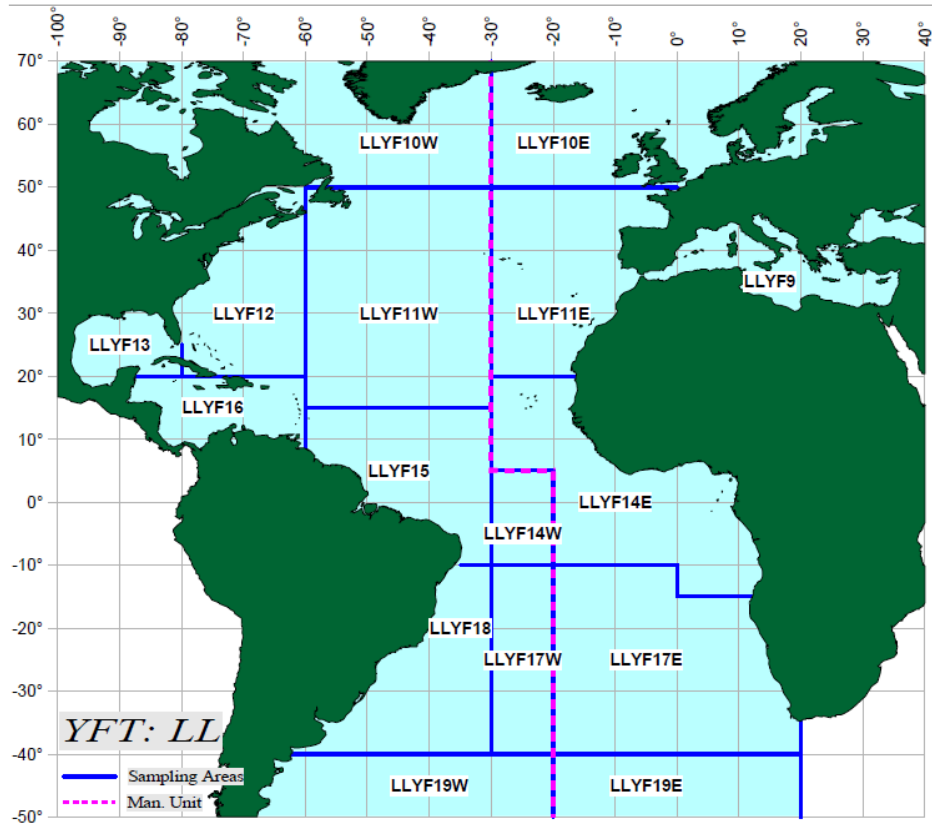 -100° -90° -80° -70° -60° -50° -40° -30° -20° -10° 0° 10° 20° 30° 40°
70°
60°
LLYF10W LLYF10E
50°
40°
LLYF9
30°
LLYF12 LLYF11W LLYF11E
LLYF13
20°
LLYF16
10°
LLYF15
0°
LLYF14E
LLYF14W
-10°
-20°
LLYF18
LLYF17W LLYF17E
-30°
YFT: LL
-40°
Sampling Areas
LLYF19W LLYF19E
Man. Unit
-50°